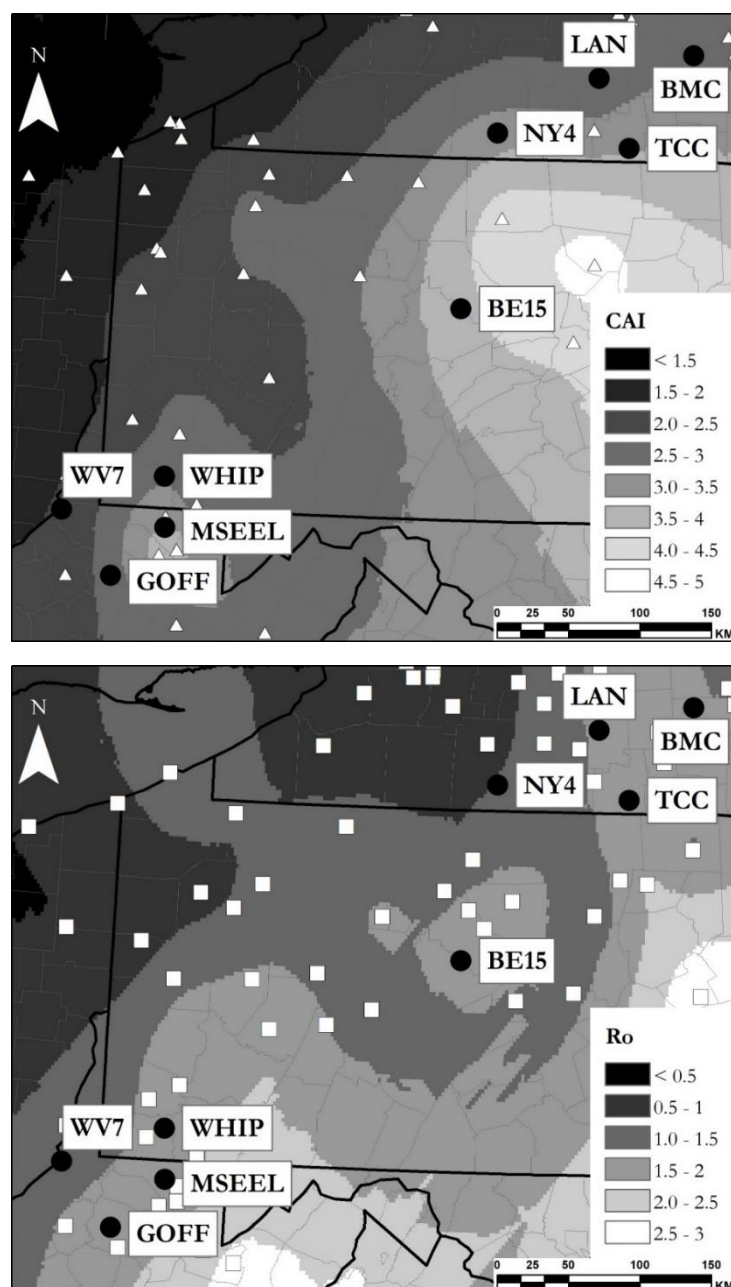 N
LAN
BMC
NY4
TCC
BE15
CAI
< 1.5
1.5 - 2
2.0 - 2.5
2.5 - 3
3.0 - 3.5
3.5 - 4
4.0 - 4.5
4.5 - 5
WV7
WHIP
MSEEL
GOFF
0 25 50 100 150
KM
N
LAN
BMC
NY4
TCC
BE15
Ro
< 0.5
0.5 - 1
1.0 - 1.5
1.5 - 2
2.0 - 2.5
2.5 - 3
WV7
WHIP
MSEEL
GOFF
0 25 50 100 150
KM